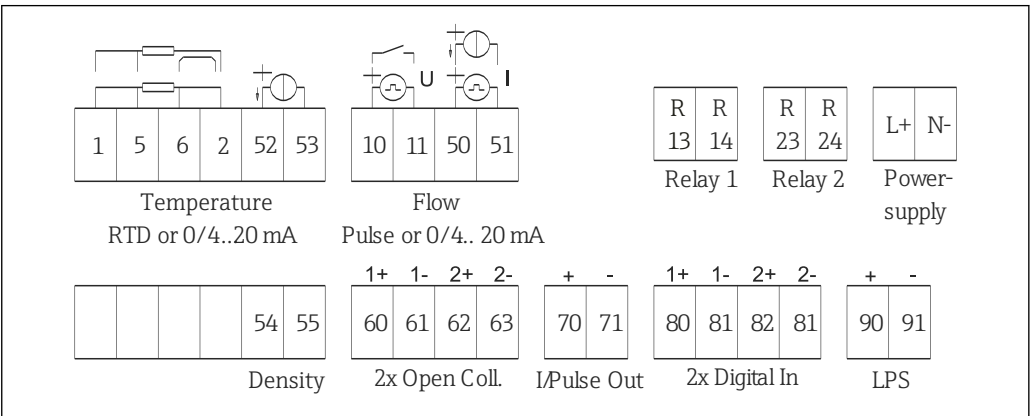 + + U + + I
1 5 6 2 52 53
Temperature
RTD or 0/4..20 mA
10 11 50 51
Flow
Pulse or 0/4.. 20 mA
R R
13 14
Relay 1
R R
23 24
Relay 2
L+ N-
Power-
supply
54 55
Density
1+ 1- 2+ 2-
60 61 62 63
2x Open Coll.
+ -
70 71
I/Pulse Out
1+ 1- 2+ 2-
80 81 82 81
2x Digital In
+ -
90 91
LPS